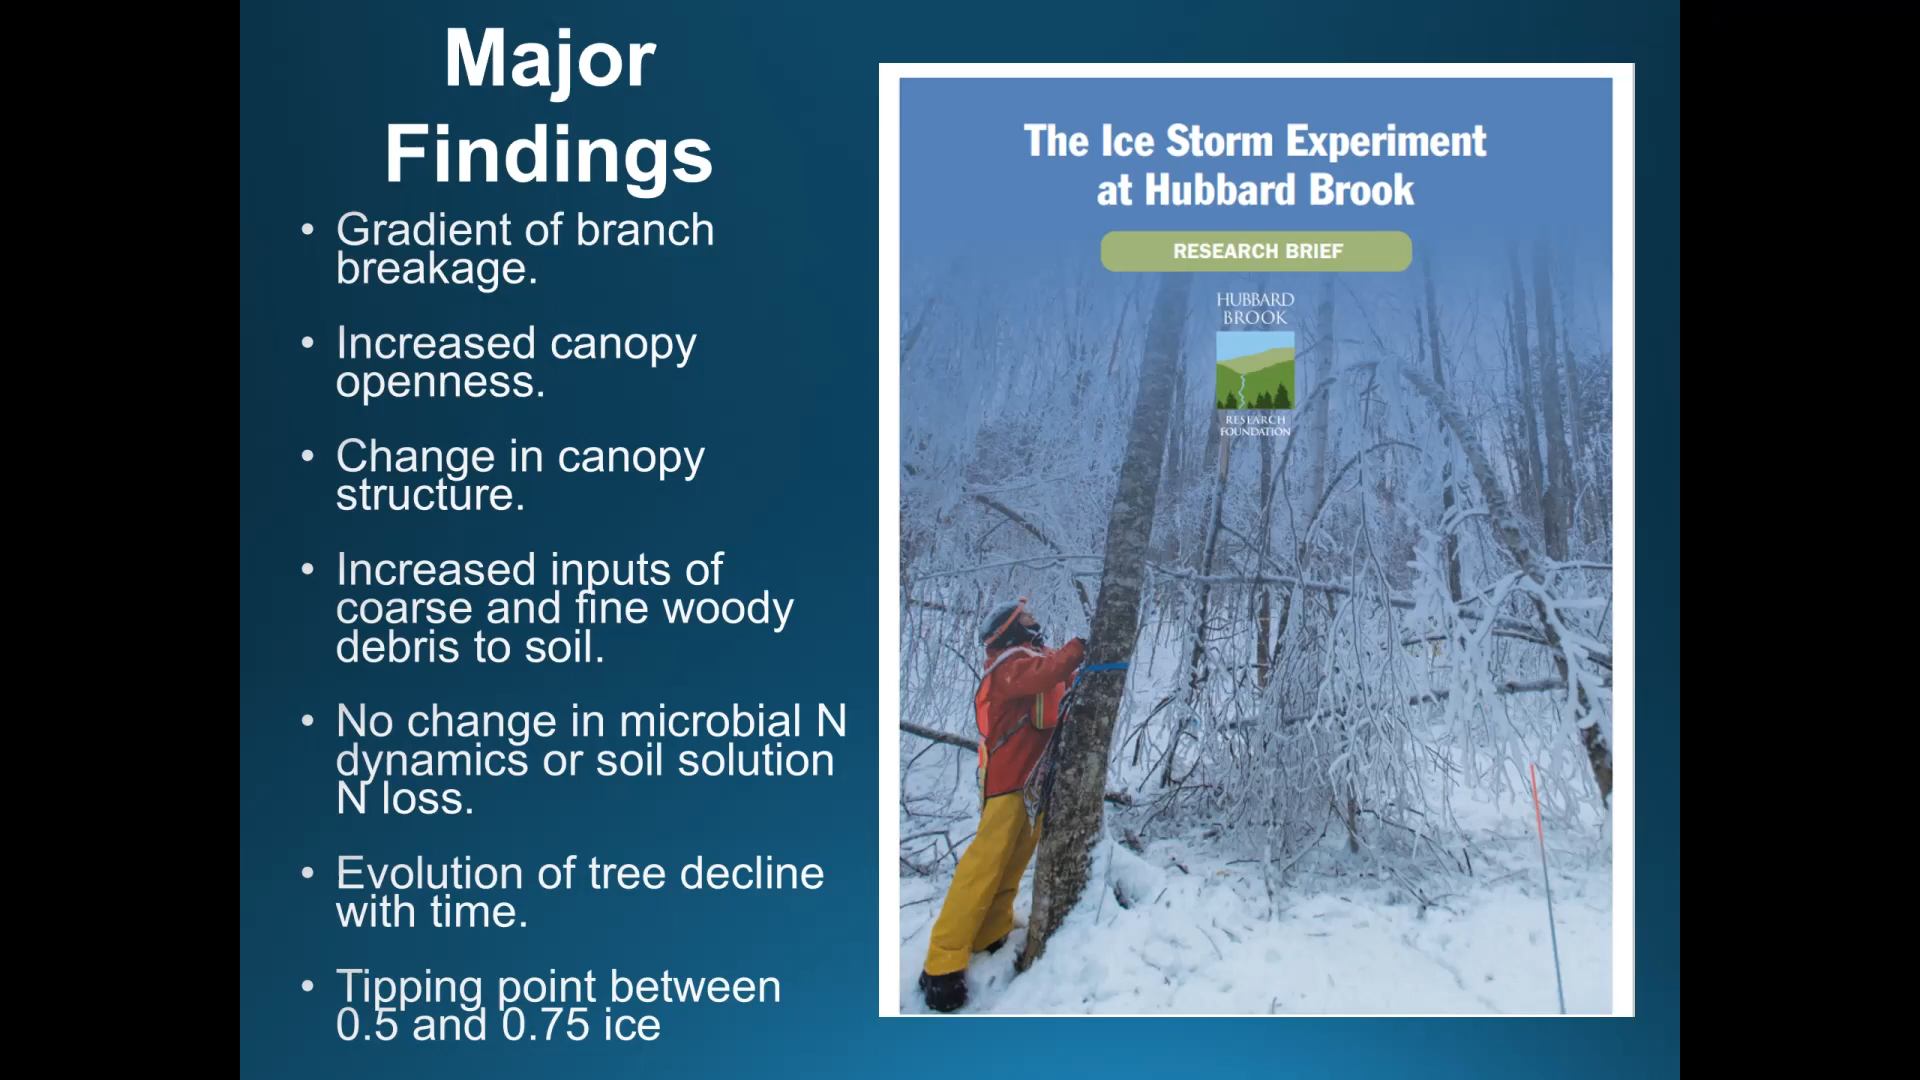 Major
Findings
• Gradient of branch
breakage.
• Increased canopy
openness.
• Change in canopy
structure.
• Increased inputs of
coarse and fine woody
debris to soil.
• No change in microbial N
dynamics or soil solution
N loss.
• Evolution of tree decline
with time.
• Tipping point between
0.5 and 0.75 ice
The Ice Storm Experiment
at Hubbard Brook
RESEARCH BRIEF
HUBBARD
BROOK
RESEARCH
FOUNDATION